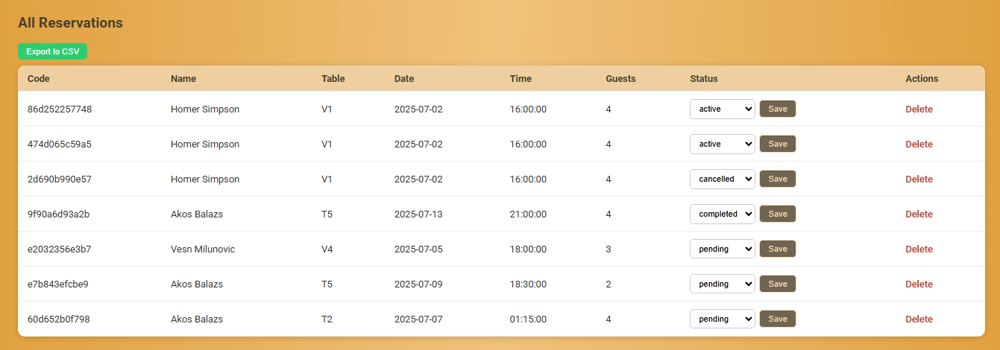 All Reservations
Export to CSV
Code Name Table Date Time Guests Status Actions
86d252257748 Homer Simpson V1 2025-07-02 16:00:00 4 active Save Delete
474d065c59a5 Homer Simpson V1 2025-07-02 16:00:00 4 active Save Delete
2d690b990e57 Homer Simpson V1 2025-07-02 16:00:00 4 cancelled Save Delete
9f90a6d93a2b Akos Balazs T5 2025-07-13 21:00:00 4 completed Save Delete
e2032356e3b7 Vesn Milunovic V4 2025-07-05 18:00:00 3 pending Save Delete
e7b843efcbe9 Akos Balazs T5 2025-07-09 18:30:00 2 pending Save Delete
60d652b0f798 Akos Balazs T2 2025-07-07 01:15:00 4 pending Save Delete